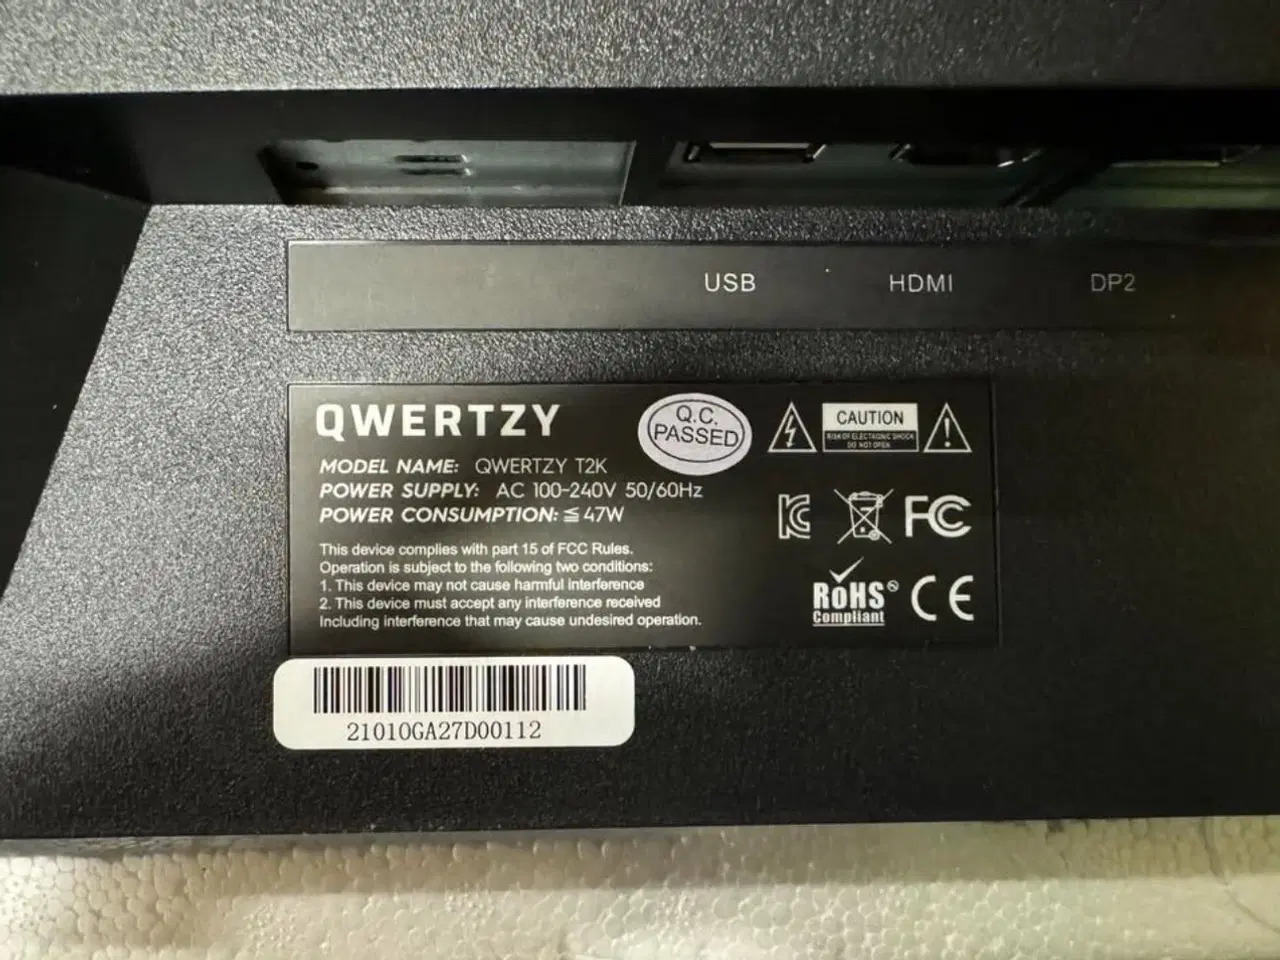 USB HDMI DP2
QWERTZY
Q.C.
PASSED
CAUTION
RISK OF ELECTRONIC SHOCK
DO NOT OPEN
MODEL NAME: QWERTZY T2K
POWER SUPPLY: AC 100-240V 50/60Hz
POWER CONSUMPTION: ≦ 47W
FC
This device complies with part 15 of FCC Rules.
Operation is subject to the following two conditions:
1. This device may not cause harmful interference
2. This device must accept any interference received
Including interference that may cause undesired operation.
RoHS
Compliant
CE
21010GA27D00112